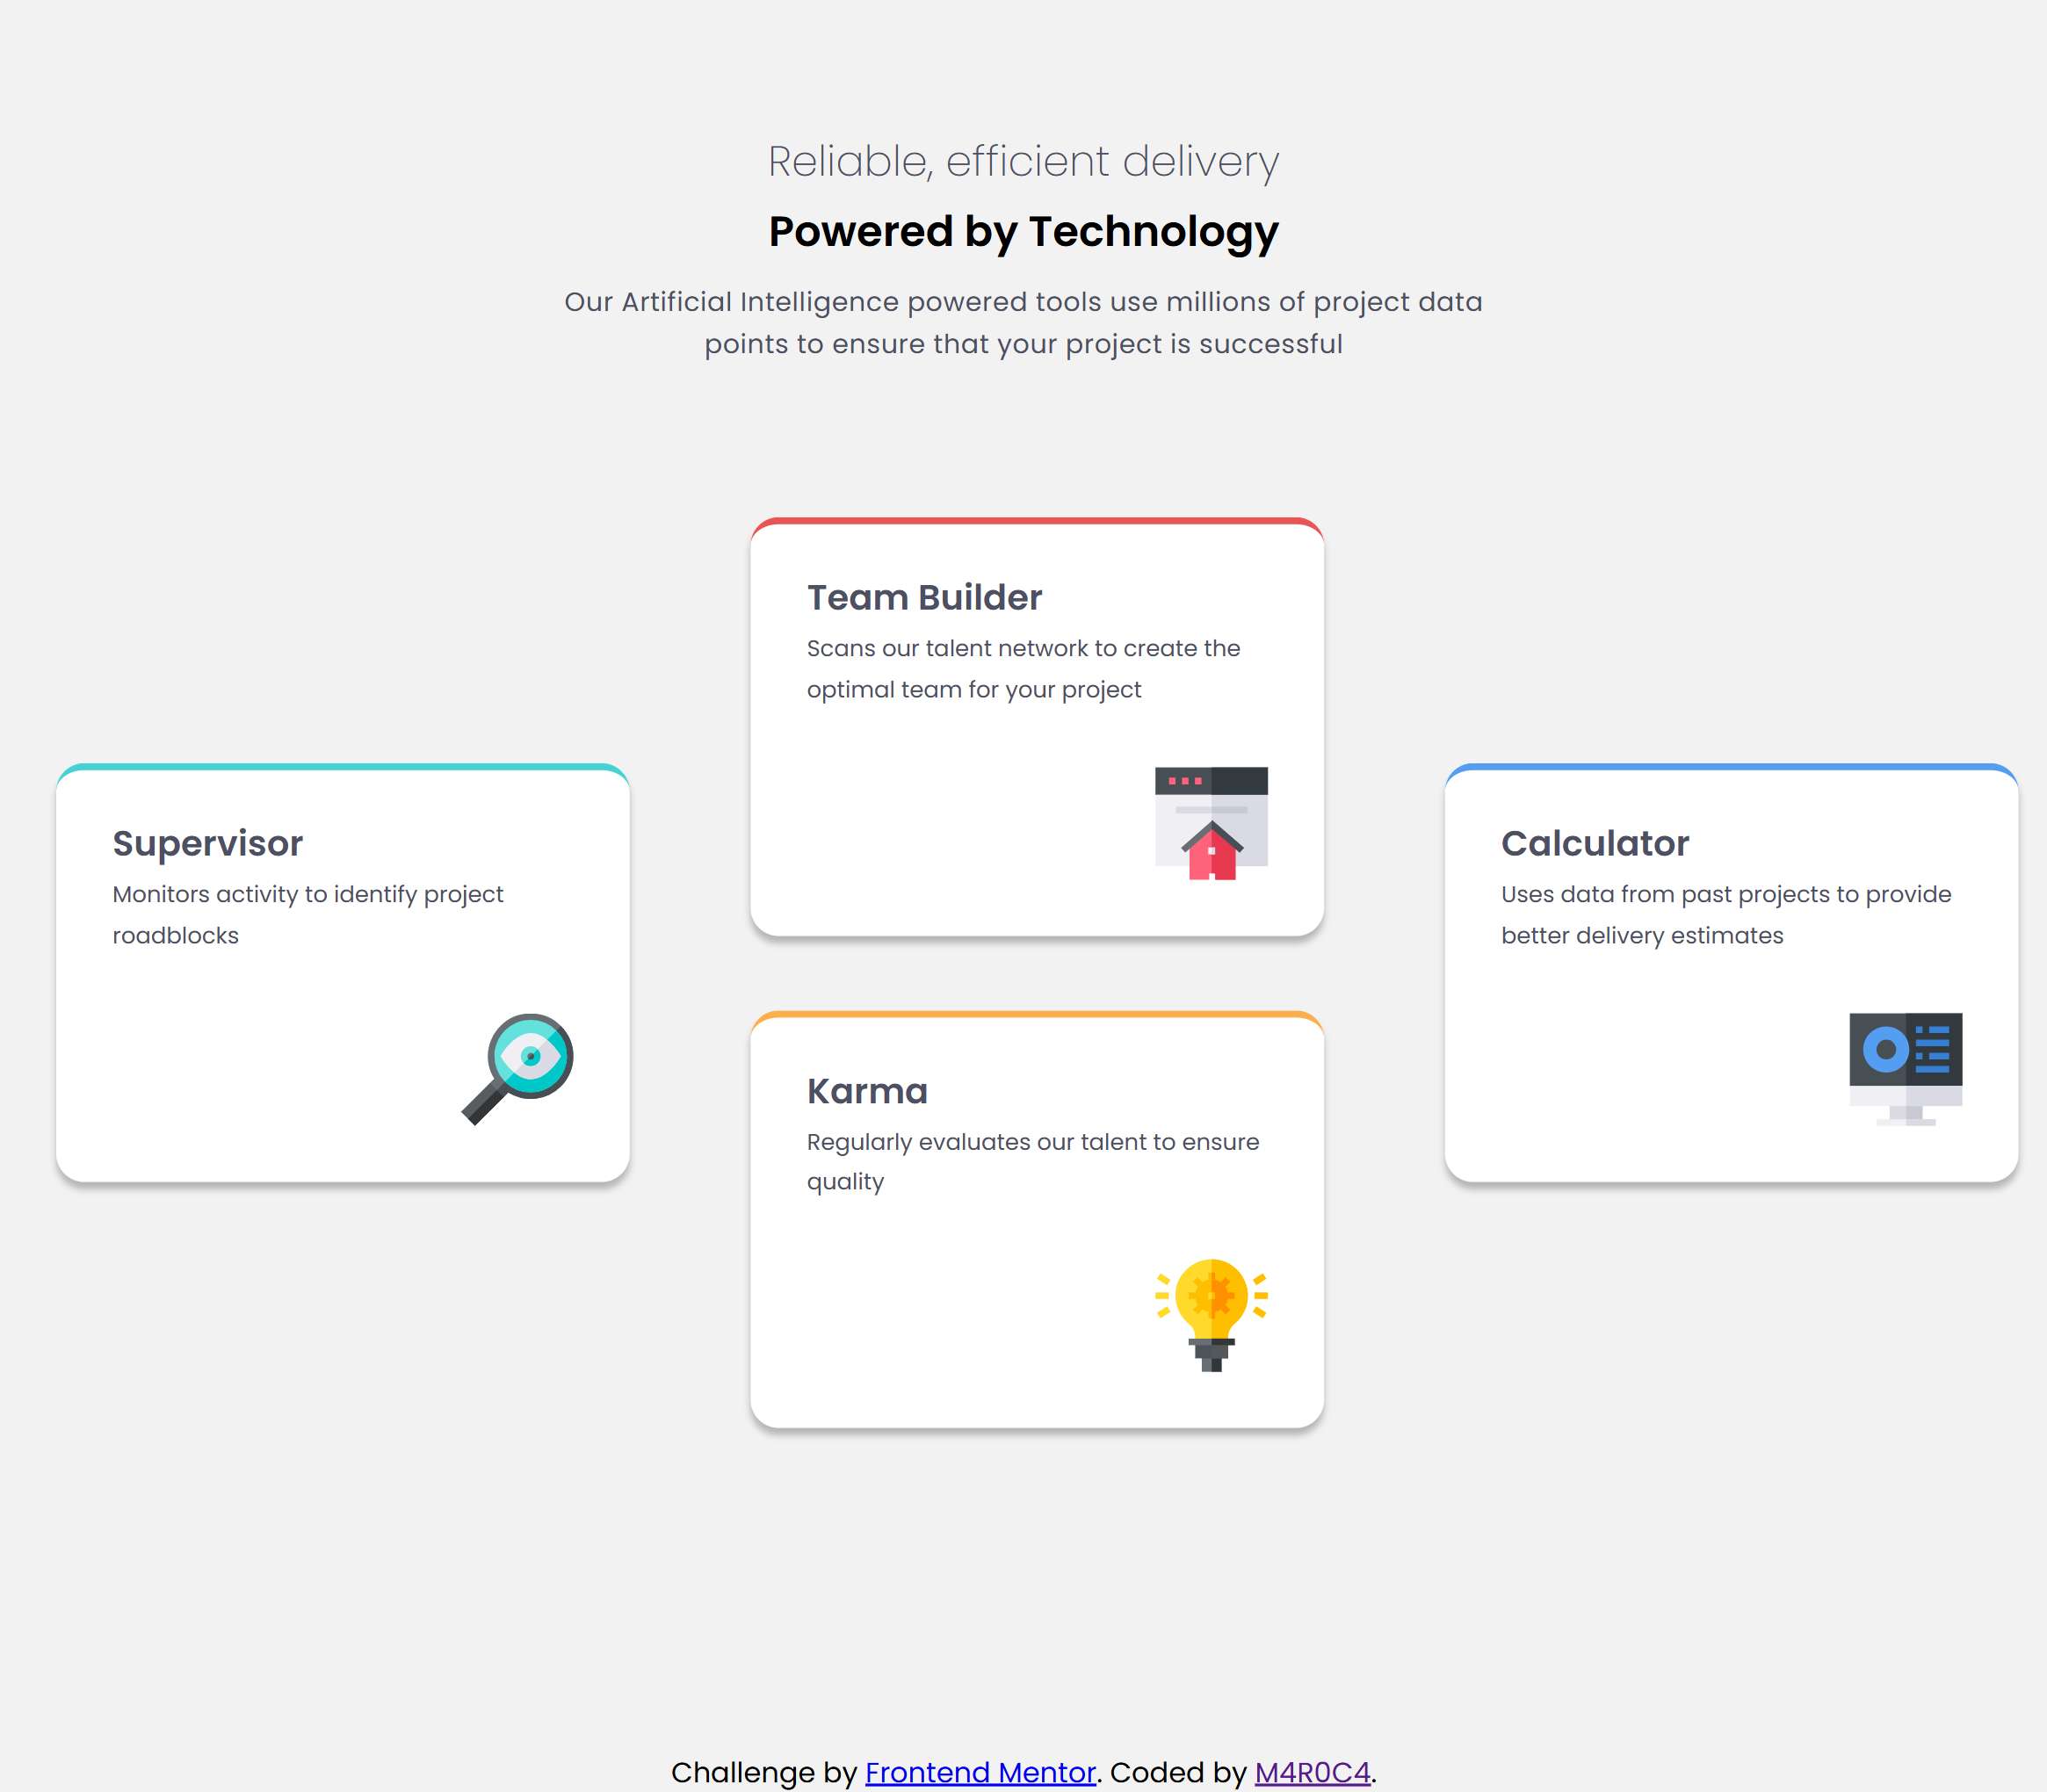 Reliable, efficient delivery
Powered by Technology
Our Artificial Intelligence powered tools use millions of project data
points to ensure that your project is successful
Team Builder
Scans our talent network to create the
optimal team for your project
Supervisor
Monitors activity to identify project
roadblocks
Calculator
Uses data from past projects to provide
better delivery estimates
Karma
Regularly evaluates our talent to ensure
quality
Challenge by Frontend Mentor. Coded by M4R0C4.